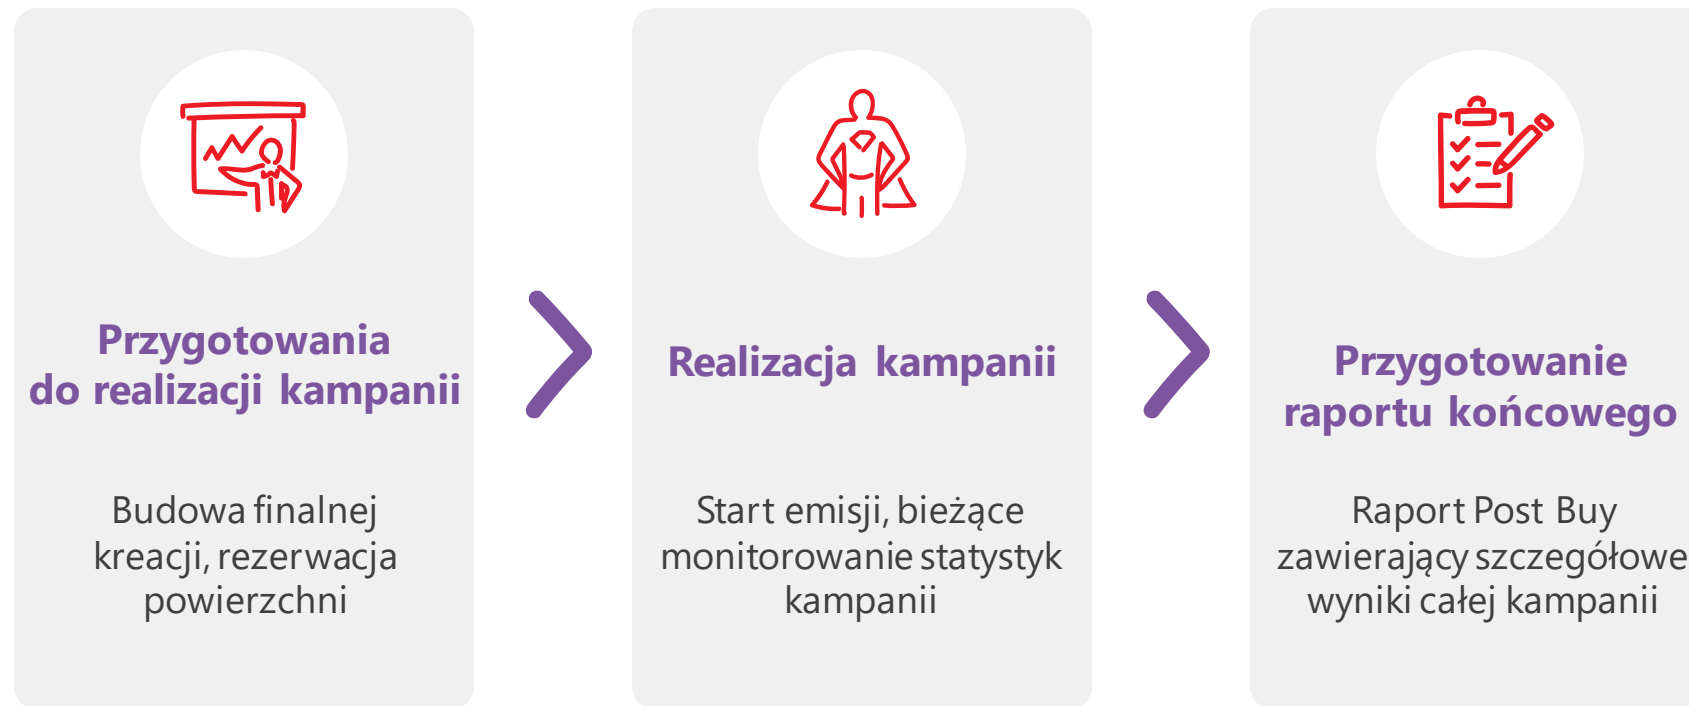 Przygotowania
do realizacji kampanii
Budowa finalnej
kreacji, rezerwacja
powierzchni
Realizacja kampanii
Start emisji, bieżące
monitorowanie statystyk
kampanii
Przygotowanie
raportu końcowego
Raport Post Buy
zawierający szczegółowe
wyniki całej kampanii